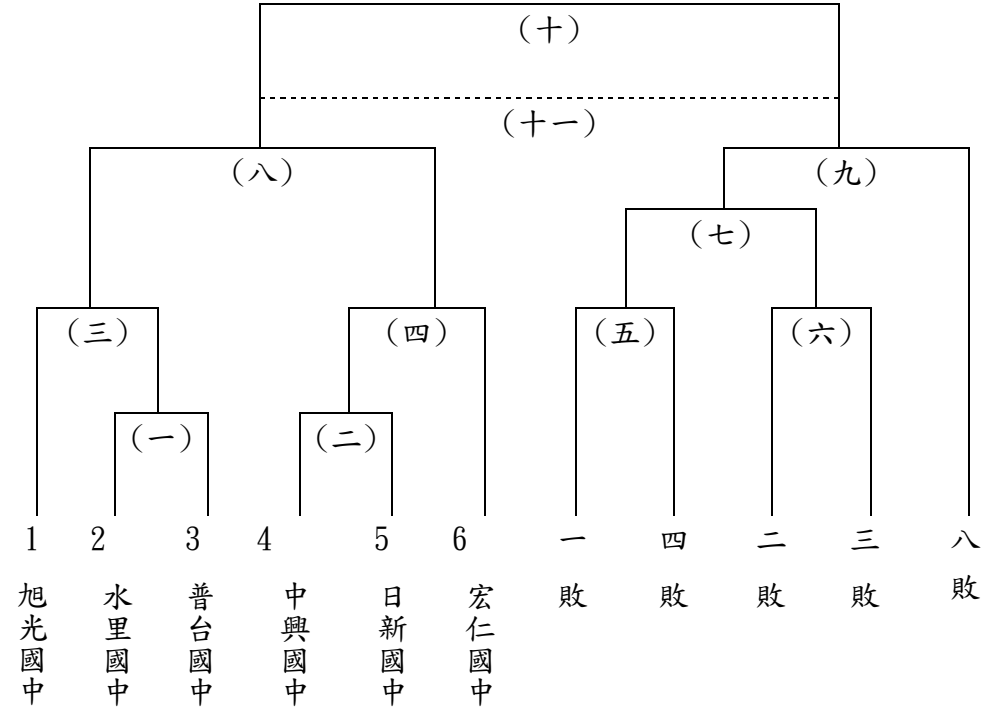 (十)
(十一)
(八)
(九)
(七)
(三)
(四)
(五)
(六)
(一)
(二)
1 2 3 4 5 6 一 四 二 三 八
敗 敗 敗 敗 敗
旭光國中
水里國中
普台國中
中興國中
日新國中
宏仁國中